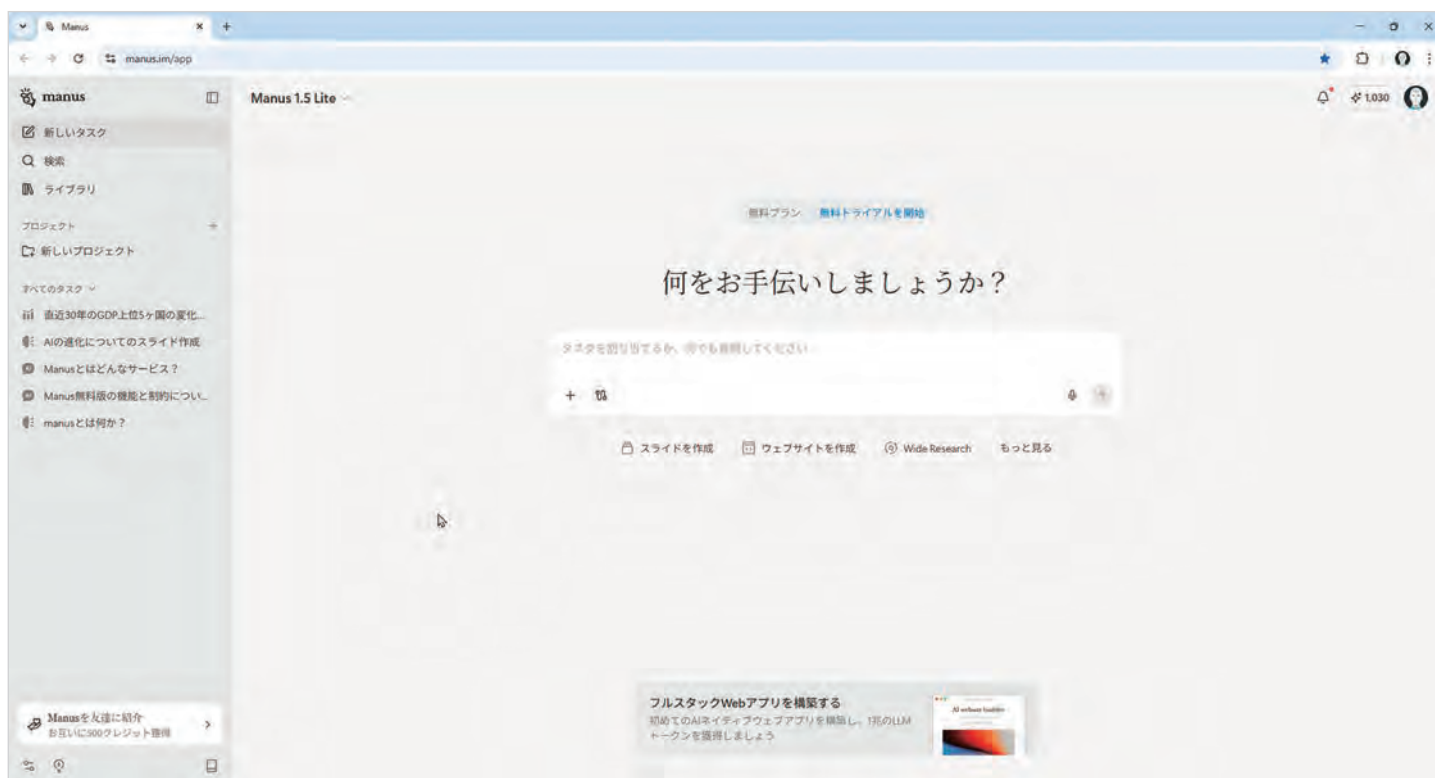 Manus
manus.im/app
manus
Manus 1.5 Lite
1,030
新しいタスク
検索
ライブラリ
プロジェクト
新しいプロジェクト
すべてのタスク
直近30年のGDP上位5ヶ国の変化...
AIの進化についてのスライド作成
Manusとはどんなサービス？
Manus無料版の機能と制約につい...
manusとは何か？
無料プラン 無料トライアルを開始
何をお手伝いしましょうか？
タスクを割り当てるか、何でも質問してください
スライドを作成 ウェブサイトを作成 Wide Research もっと見る
フルスタックWebアプリを構築する
初めてのAIネイティブウェブアプリを構築し、1兆のLLM
トークンを獲得しましょう
AI website builder
Manusを友達に紹介
お互いに500クレジット獲得